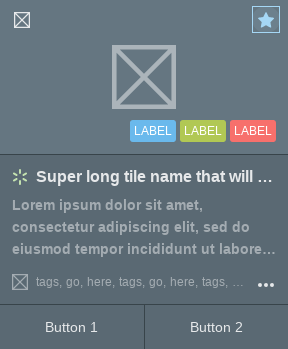 LABEL LABEL LABEL
Super long tile name that will ...
Lorem ipsum dolor sit amet,
consectetur adipiscing elit, sed do
eiusmod tempor incididunt ut labore...
tags, go, here, tags, go, here, tags, ...
Button 1 Button 2